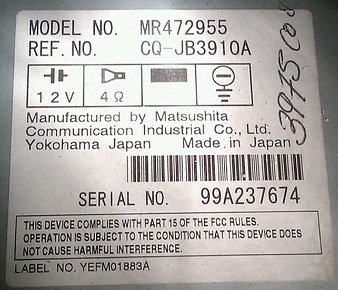 MODEL NO. MR472955
REF. NO. CQ-JB3910A
12V 4Ω
Manufactured by Matsushita
Communication Industrial Co., Ltd.
Yokohama Japan Made in Japan
SERIAL NO. 99A237674
THIS DEVICE COMPLIES WITH PART 15 OF THE FCC RULES.
OPERATION IS SUBJECT TO THE CONDITION THAT THIS DEVICE DOES
NOT CAUSE HARMFUL INTERFERENCE.
LABEL NO. YEFM01883A